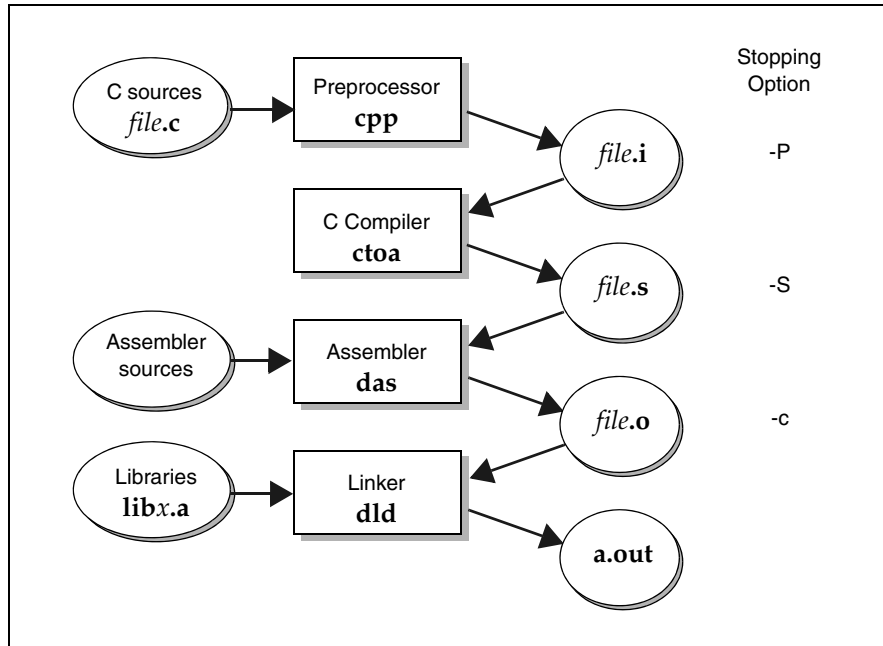 Stopping
Option
C sources
file.c
Preprocessor
cpp
file.i
-P
C Compiler
ctoa
file.s
-S
Assembler
sources
Assembler
das
file.o
-c
Libraries
libx.a
Linker
dld
a.out